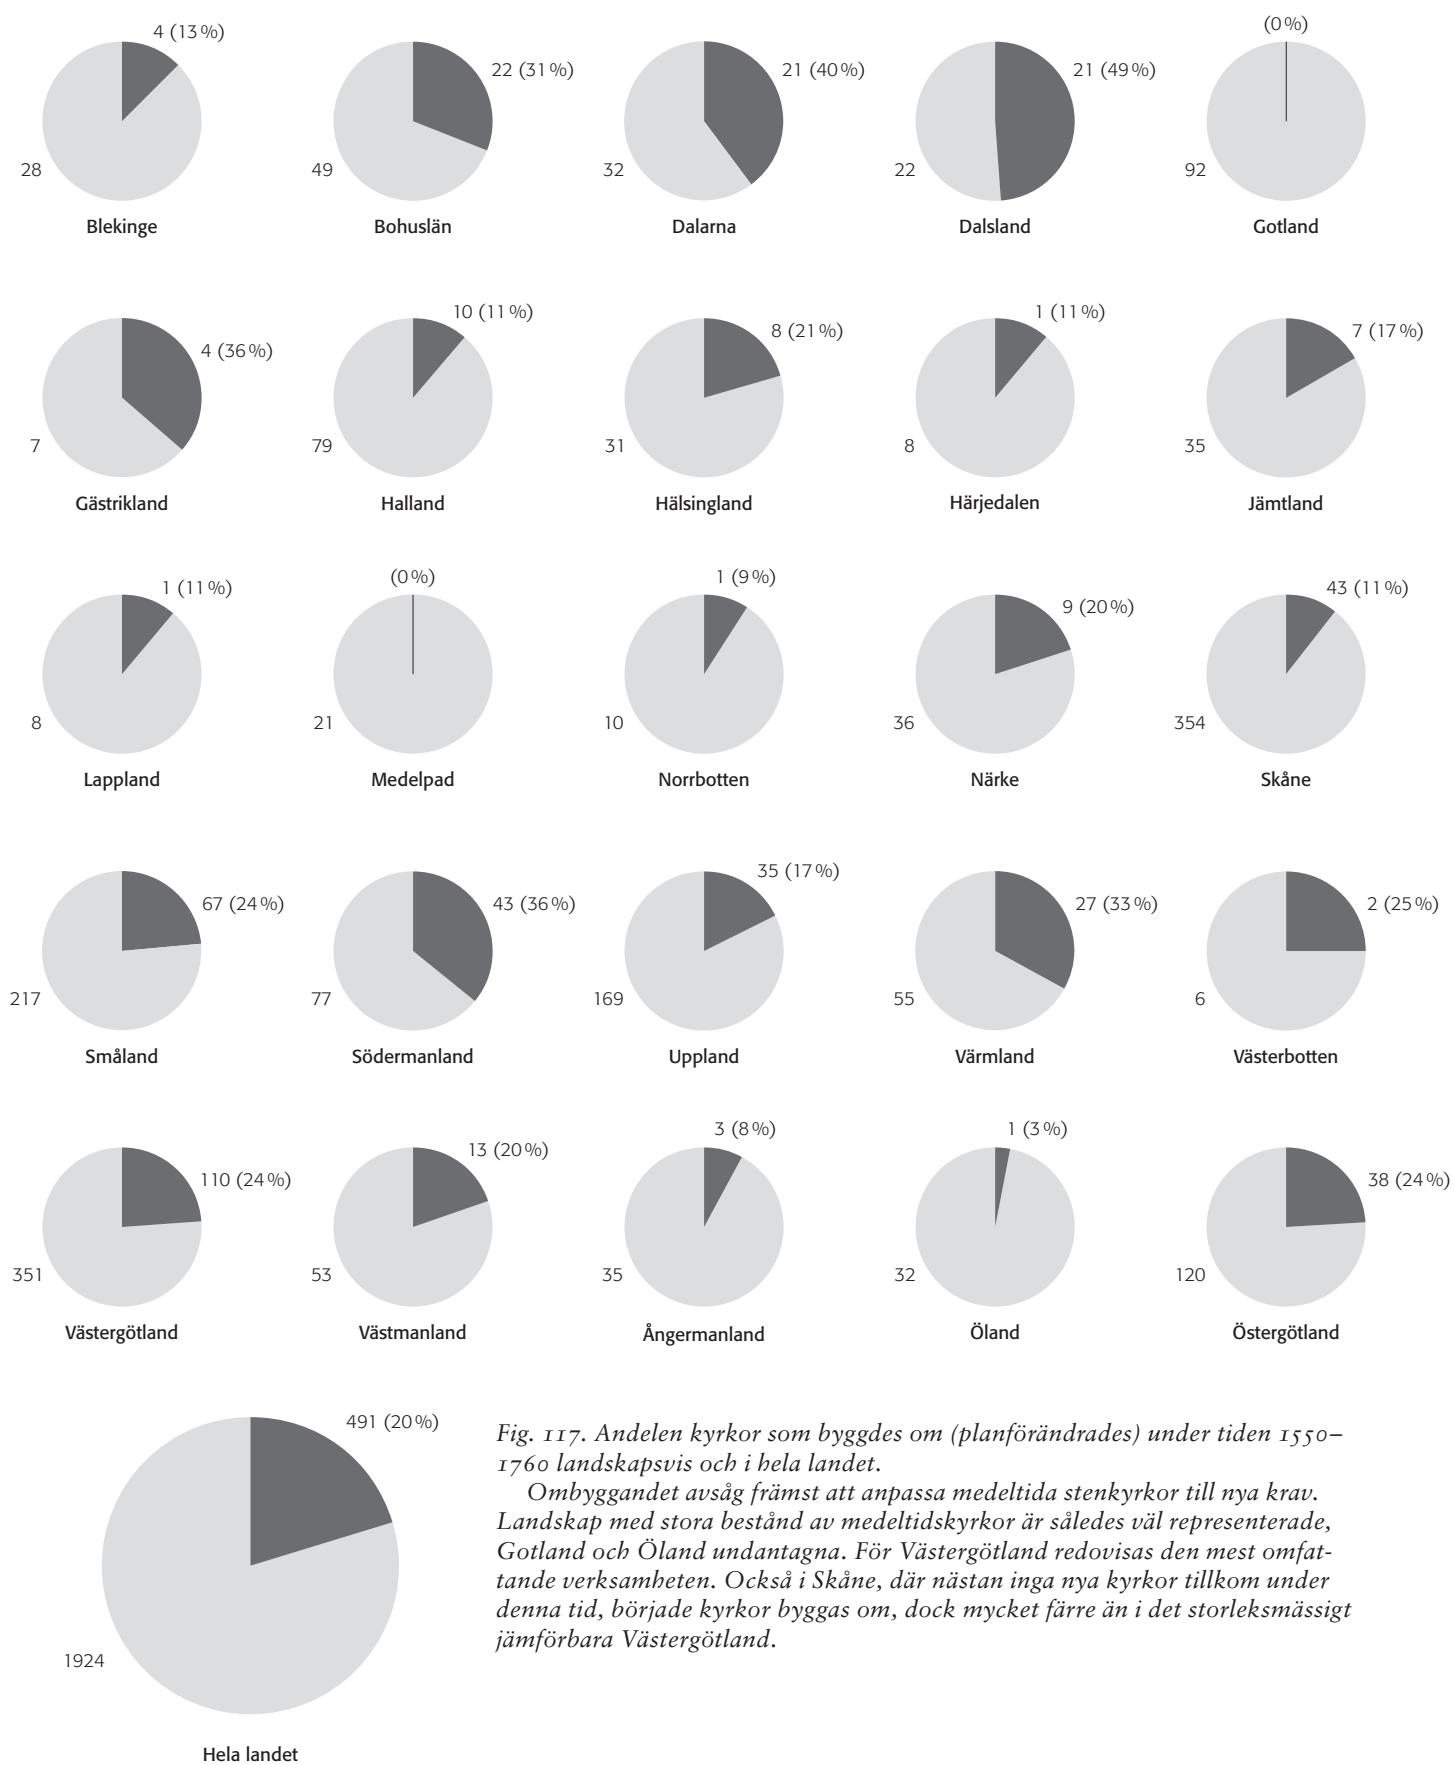 4 (13 %)
28
Blekinge
22 (31 %)
49
Bohuslän
21 (40 %)
32
Dalarna
21 (49 %)
22
Dalsland
(0 %)
92
Gotland
4 (36 %)
7
Gästrikland
10 (11 %)
79
Halland
8 (21 %)
31
Hälsingland
1 (11 %)
8
Härjedalen
7 (17 %)
35
Jämtland
1 (11 %)
8
Lappland
(0 %)
21
Medelpad
1 (9 %)
10
Norrbotten
9 (20 %)
36
Närke
43 (11 %)
354
Skåne
67 (24 %)
217
Småland
43 (36 %)
77
Södermanland
35 (17 %)
169
Uppland
27 (33 %)
55
Värmland
2 (25 %)
6
Västerbotten
110 (24 %)
351
Västergötland
13 (20 %)
53
Västmanland
3 (8 %)
35
Ångermanland
1 (3 %)
32
Öland
38 (24 %)
120
Östergötland
491 (20 %)
1924
Hela landet
Fig. 117. Andelen kyrkor som byggdes om (planförändrades) under tiden 1550–
1760 landskapsvis och i hela landet.
Ombyggandet avsåg främst att anpassa medeltida stenkyrkor till nya krav.
Landskap med stora bestånd av medeltidskyrkor är således väl representerade,
Gotland och Öland undantagna. För Västergötland redovisas den mest omfat-
tande verksamheten. Också i Skåne, där nästan inga nya kyrkor tillkom under
denna tid, började kyrkor byggas om, dock mycket färre än i det storleksmässigt
jämförbara Västergötland.